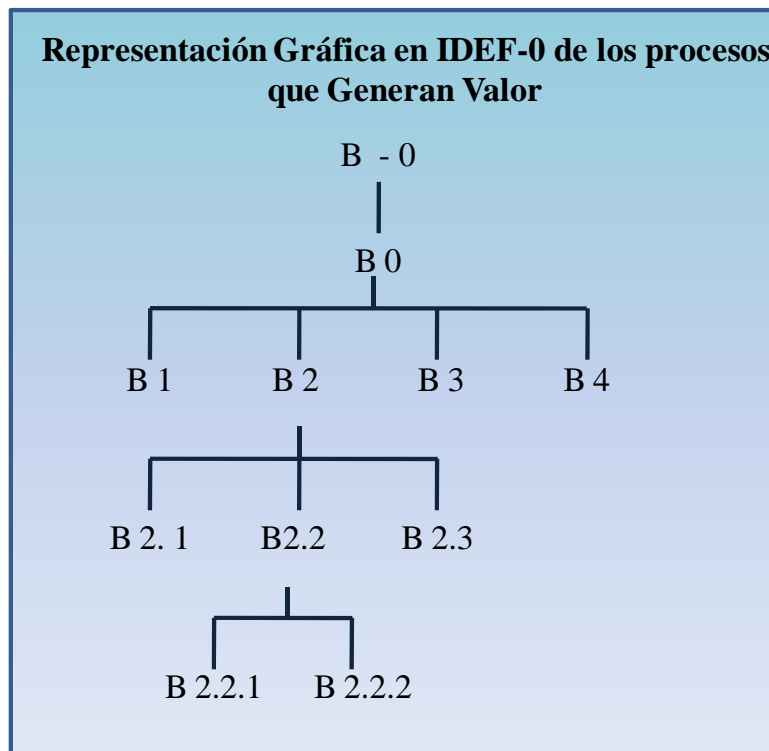 Representación Gráfica en IDEF-0 de los procesos
que Generan Valor
B - 0
B 0
B 1 B 2 B 3 B 4
B 2. 1 B2.2 B 2.3
B 2.2.1 B 2.2.2